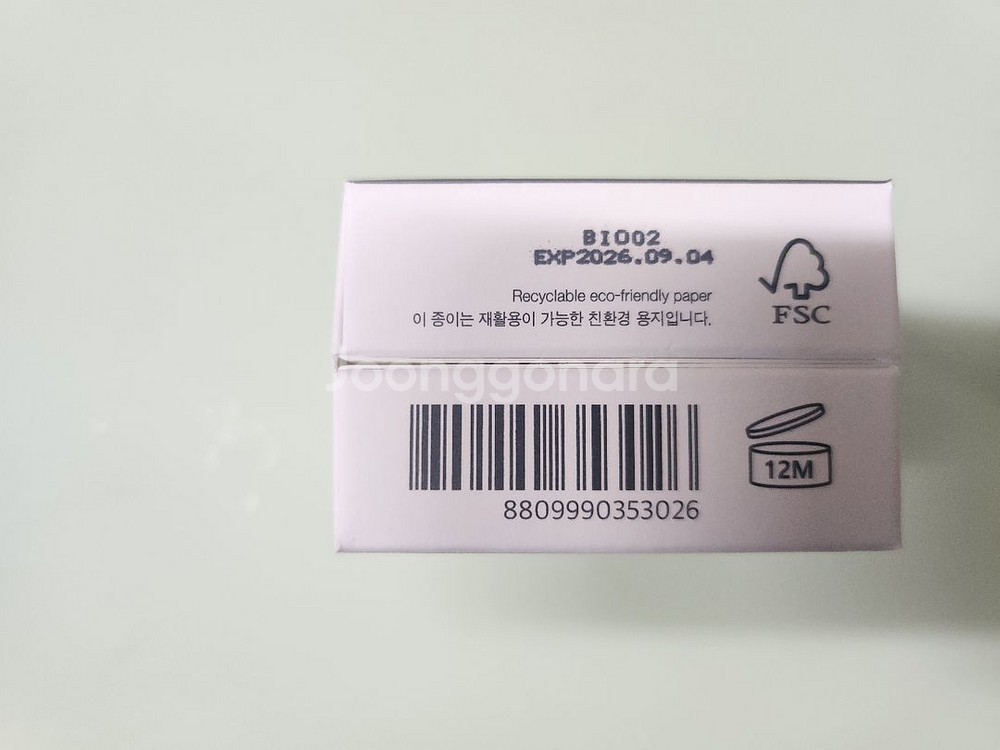 BIO02
EXP2026.09.04
Recyclable eco-friendly paper
이 종이는 재활용이 가능한 친환경 용지입니다.
FSC
Joonggonara
8809990353026
12M